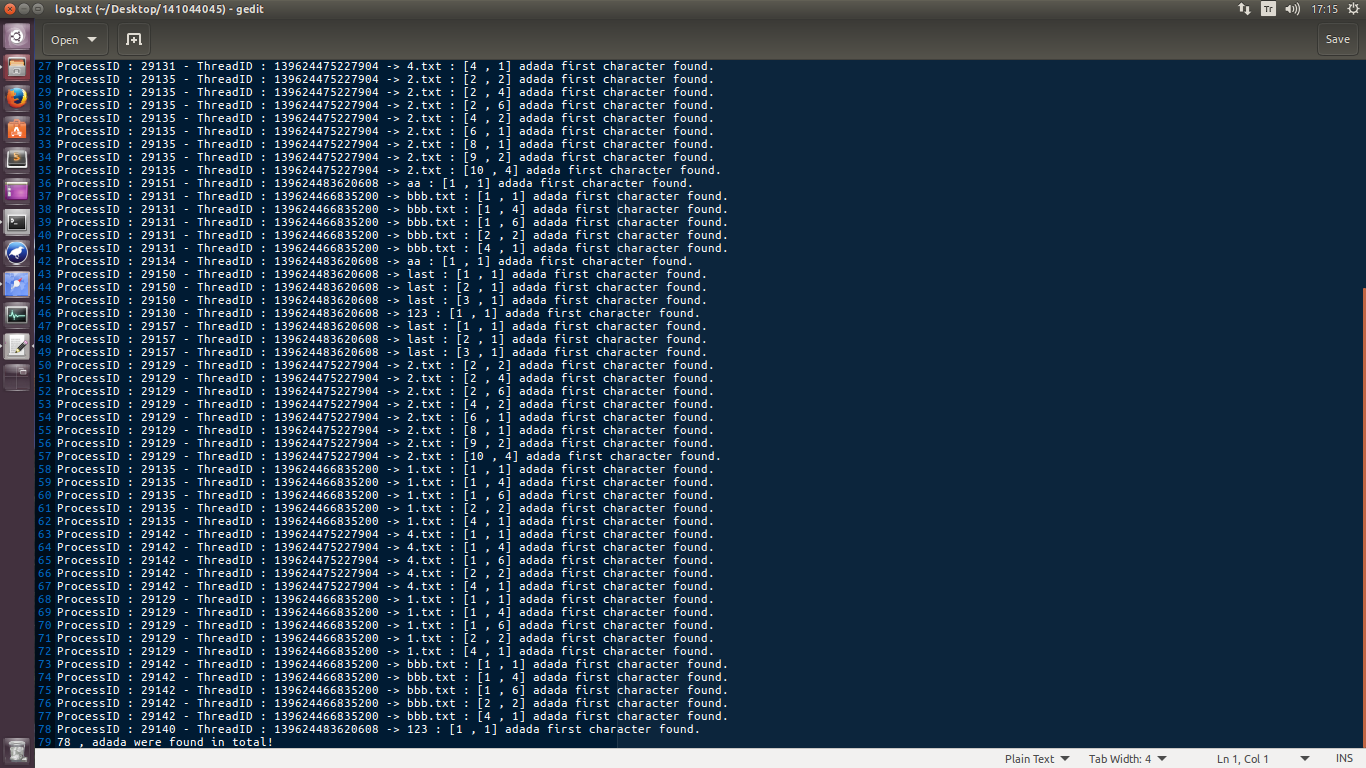 log.txt (~/Desktop/141044045) - gedit
Tr
17:15
Open
Save
27 ProcessID : 29131 - ThreadID : 139624475227904 -> 4.txt : [4 , 1] adada first character found.
28 ProcessID : 29135 - ThreadID : 139624475227904 -> 2.txt : [2 , 2] adada first character found.
29 ProcessID : 29135 - ThreadID : 139624475227904 -> 2.txt : [2 , 4] adada first character found.
30 ProcessID : 29135 - ThreadID : 139624475227904 -> 2.txt : [2 , 6] adada first character found.
31 ProcessID : 29135 - ThreadID : 139624475227904 -> 2.txt : [4 , 2] adada first character found.
32 ProcessID : 29135 - ThreadID : 139624475227904 -> 2.txt : [6 , 1] adada first character found.
33 ProcessID : 29135 - ThreadID : 139624475227904 -> 2.txt : [8 , 1] adada first character found.
34 ProcessID : 29135 - ThreadID : 139624475227904 -> 2.txt : [9 , 2] adada first character found.
35 ProcessID : 29135 - ThreadID : 139624475227904 -> 2.txt : [10 , 4] adada first character found.
36 ProcessID : 29151 - ThreadID : 139624483620608 -> aa : [1 , 1] adada first character found.
37 ProcessID : 29131 - ThreadID : 139624466835200 -> bbb.txt : [1 , 1] adada first character found.
38 ProcessID : 29131 - ThreadID : 139624466835200 -> bbb.txt : [1 , 4] adada first character found.
39 ProcessID : 29131 - ThreadID : 139624466835200 -> bbb.txt : [1 , 6] adada first character found.
40 ProcessID : 29131 - ThreadID : 139624466835200 -> bbb.txt : [2 , 2] adada first character found.
41 ProcessID : 29131 - ThreadID : 139624466835200 -> bbb.txt : [4 , 1] adada first character found.
42 ProcessID : 29134 - ThreadID : 139624483620608 -> aa : [1 , 1] adada first character found.
43 ProcessID : 29150 - ThreadID : 139624483620608 -> last : [1 , 1] adada first character found.
44 ProcessID : 29150 - ThreadID : 139624483620608 -> last : [2 , 1] adada first character found.
45 ProcessID : 29150 - ThreadID : 139624483620608 -> last : [3 , 1] adada first character found.
46 ProcessID : 29130 - ThreadID : 139624483620608 -> 123 : [1 , 1] adada first character found.
47 ProcessID : 29157 - ThreadID : 139624483620608 -> last : [1 , 1] adada first character found.
48 ProcessID : 29157 - ThreadID : 139624483620608 -> last : [2 , 1] adada first character found.
49 ProcessID : 29157 - ThreadID : 139624483620608 -> last : [3 , 1] adada first character found.
50 ProcessID : 29129 - ThreadID : 139624475227904 -> 2.txt : [2 , 2] adada first character found.
51 ProcessID : 29129 - ThreadID : 139624475227904 -> 2.txt : [2 , 4] adada first character found.
52 ProcessID : 29129 - ThreadID : 139624475227904 -> 2.txt : [2 , 6] adada first character found.
53 ProcessID : 29129 - ThreadID : 139624475227904 -> 2.txt : [4 , 2] adada first character found.
54 ProcessID : 29129 - ThreadID : 139624475227904 -> 2.txt : [6 , 1] adada first character found.
55 ProcessID : 29129 - ThreadID : 139624475227904 -> 2.txt : [8 , 1] adada first character found.
56 ProcessID : 29129 - ThreadID : 139624475227904 -> 2.txt : [9 , 2] adada first character found.
57 ProcessID : 29129 - ThreadID : 139624475227904 -> 2.txt : [10 , 4] adada first character found.
58 ProcessID : 29135 - ThreadID : 139624466835200 -> 1.txt : [1 , 1] adada first character found.
59 ProcessID : 29135 - ThreadID : 139624466835200 -> 1.txt : [1 , 4] adada first character found.
60 ProcessID : 29135 - ThreadID : 139624466835200 -> 1.txt : [1 , 6] adada first character found.
61 ProcessID : 29135 - ThreadID : 139624466835200 -> 1.txt : [2 , 2] adada first character found.
62 ProcessID : 29135 - ThreadID : 139624466835200 -> 1.txt : [4 , 1] adada first character found.
63 ProcessID : 29142 - ThreadID : 139624475227904 -> 4.txt : [1 , 1] adada first character found.
64 ProcessID : 29142 - ThreadID : 139624475227904 -> 4.txt : [1 , 4] adada first character found.
65 ProcessID : 29142 - ThreadID : 139624475227904 -> 4.txt : [1 , 6] adada first character found.
66 ProcessID : 29142 - ThreadID : 139624475227904 -> 4.txt : [2 , 2] adada first character found.
67 ProcessID : 29142 - ThreadID : 139624475227904 -> 4.txt : [4 , 1] adada first character found.
68 ProcessID : 29129 - ThreadID : 139624466835200 -> 1.txt : [1 , 1] adada first character found.
69 ProcessID : 29129 - ThreadID : 139624466835200 -> 1.txt : [1 , 4] adada first character found.
70 ProcessID : 29129 - ThreadID : 139624466835200 -> 1.txt : [1 , 6] adada first character found.
71 ProcessID : 29129 - ThreadID : 139624466835200 -> 1.txt : [2 , 2] adada first character found.
72 ProcessID : 29129 - ThreadID : 139624466835200 -> 1.txt : [4 , 1] adada first character found.
73 ProcessID : 29142 - ThreadID : 139624466835200 -> bbb.txt : [1 , 1] adada first character found.
74 ProcessID : 29142 - ThreadID : 139624466835200 -> bbb.txt : [1 , 4] adada first character found.
75 ProcessID : 29142 - ThreadID : 139624466835200 -> bbb.txt : [1 , 6] adada first character found.
76 ProcessID : 29142 - ThreadID : 139624466835200 -> bbb.txt : [2 , 2] adada first character found.
77 ProcessID : 29142 - ThreadID : 139624466835200 -> bbb.txt : [4 , 1] adada first character found.
78 ProcessID : 29140 - ThreadID : 139624483620608 -> 123 : [1 , 1] adada first character found.
79 78 , adada were found in total!
Plain Text
Tab Width: 4
Ln 1, Col 1
INS